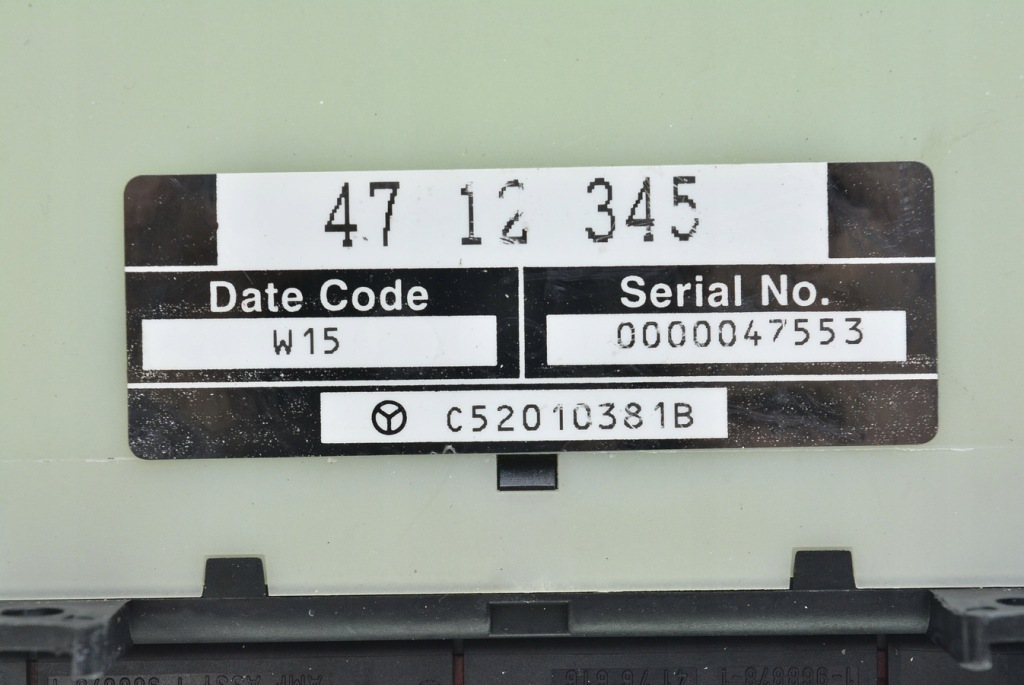 47 12 345
Date Code Serial No.
W15 0000047553
C52010381B